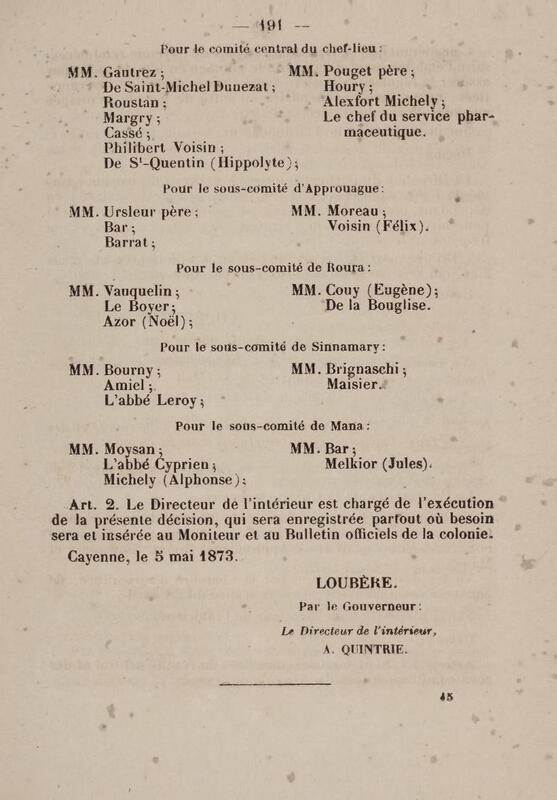 — 191 —
Pour le comité central du chef-lieu :
MM. Gautrez ;
De Saint-Michel Dunezat ;
Roustan ;
Margry ;
Cassé ;
Philibert Voisin ;
De St-Quentin (Hippolyte) ;
MM. Pouget père ;
Houry ;
Alexfort Michely ;
Le chef du service phar-
maceutique.
Pour le sous-comité d'Approuague :
MM. Ursleur père ;
Bar ;
Barrat ;
MM. Moreau ;
Voisin (Félix).
Pour le sous-comité de Roura :
MM. Vauquelin ;
Le Boyer ;
Azor (Noël) ;
MM. Couy (Eugène) ;
De la Bouglise.
Pour le sous-comité de Sinnamary :
MM. Bourny ;
Amiel ;
L'abbé Leroy ;
MM. Brignaschi ;
Maisier.
Pour le sous-comité de Mana :
MM. Moysan ;
L'abbé Cyprien ;
Michely (Alphonse) ;
MM. Bar ;
Melkior (Jules).
Art. 2. Le Directeur de l'intérieur est chargé de l'exécution
de la présente décision, qui sera enregistrée partout où besoin
sera et insérée au Moniteur et au Bulletin officiels de la colonie.
Cayenne, le 5 mai 1873.
LOUBÈRE.
Par le Gouverneur :
Le Directeur de l'intérieur,
A. QUINTRIE.
15